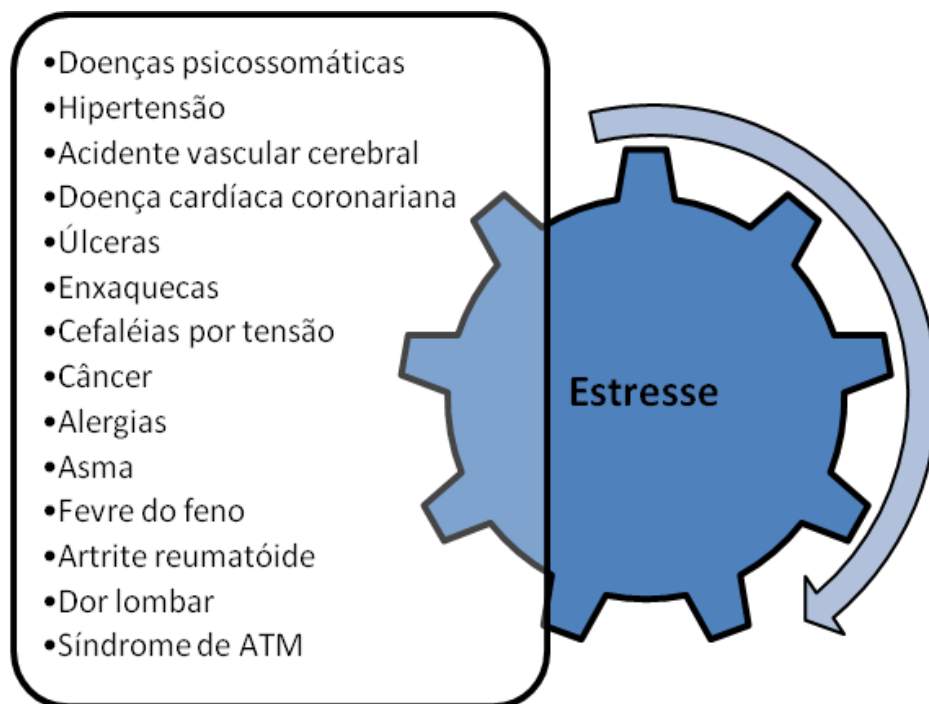 •Doenças psicossomáticas
•Hipertensão
•Acidente vascular cerebral
•Doença cardíaca coronariana
•Úlceras
•Enxaquecas
•Cefaléias por tensão
•Câncer
•Alergias
•Asma
•Fevre do feno
•Artrite reumatóide
•Dor lombar
•Síndrome de ATM
Estresse